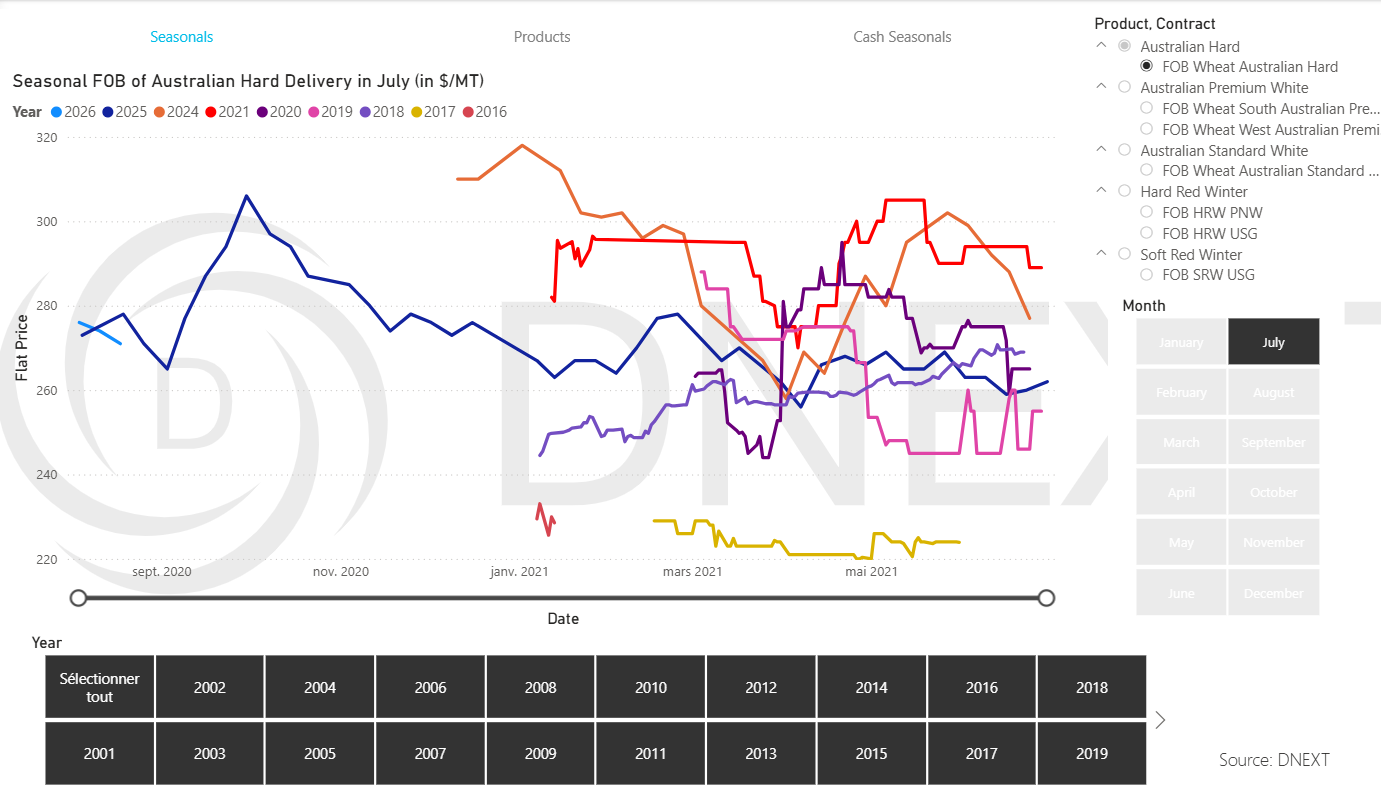 Seasonals Products Cash Seasonals
Product, Contract
Australian Hard
FOB Wheat Australian Hard
Australian Premium White
FOB Wheat South Australian Pre...
FOB Wheat West Australian Premi
Australian Standard White
FOB Wheat Australian Standard ...
Hard Red Winter
FOB HRW PNW
FOB HRW USG
Soft Red Winter
FOB SRW USG
Seasonal FOB of Australian Hard Delivery in July (in $/MT)
Year 2026 2025 2024 2021 2020 2019 2018 2017 2016
320
300
280
260
240
220
Flat Price
D
DNEXT
sept. 2020 nov. 2020 janv. 2021 mars 2021 mai 2021
Date
Month
January July
February August
March September
April October
May November
June December
Year
Sélectionner
tout
2002 2004 2006 2008 2010 2012 2014 2016 2018
2001 2003 2005 2007 2009 2011 2013 2015 2017 2019
Source: DNEXT